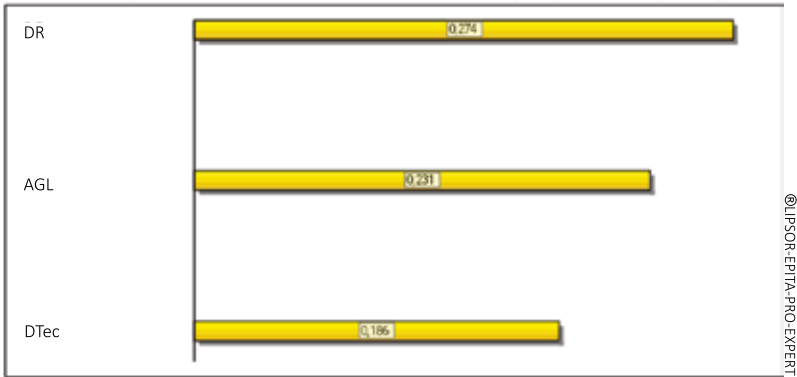 DR
0,274
AGL
0,231
DTec
0,186
®LIPSOR-EPITA-PRO-EXPERT